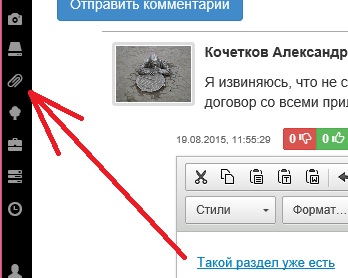 Отправить комментарий
Кочетков Александр
Я извиняюсь, что не с
договор со всеми при
19.08.2015, 11:55:29
0 0
Стили Формат...
Такой раздел уже есть